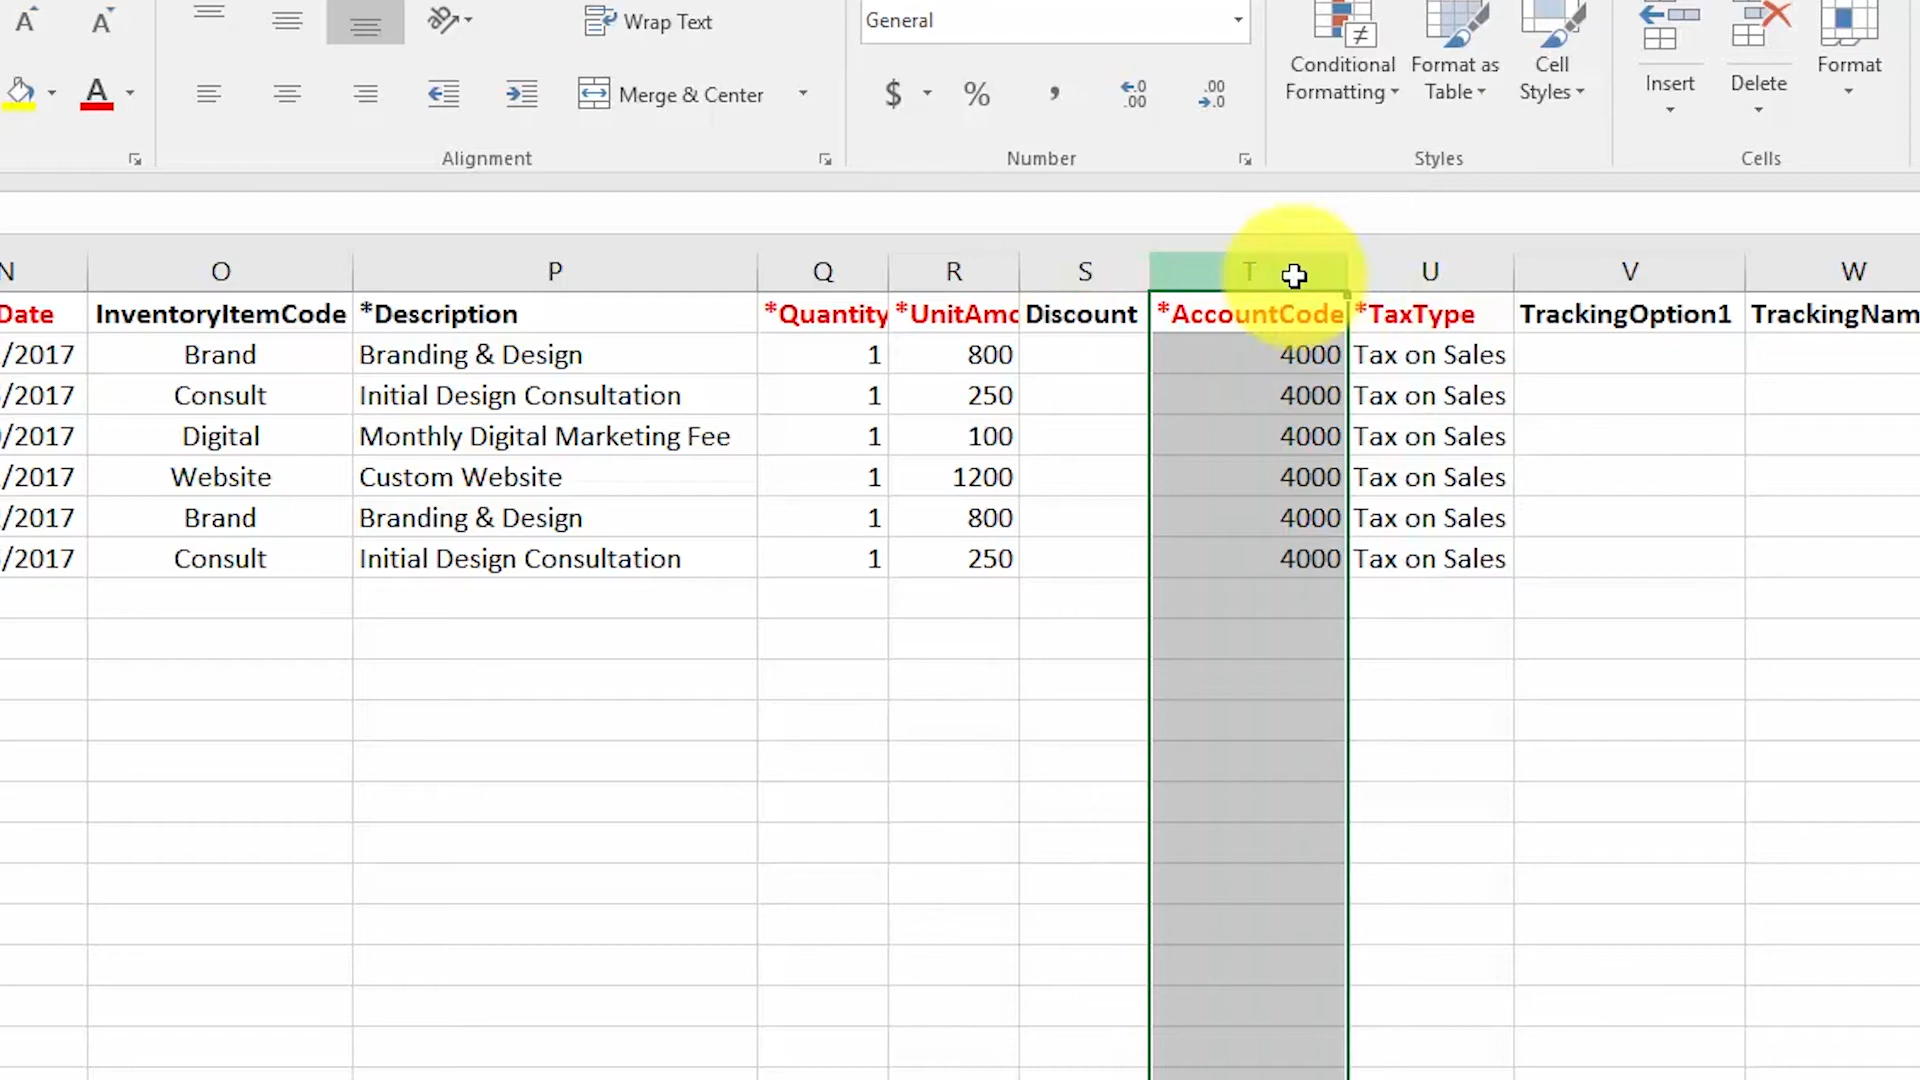 A A Wrap Text General
$ % , .0 .00 .00 .0 Conditional Formatting Format as Table Cell Styles Insert Delete Format
A Merge & Center
Alignment Number Styles Cells
N O P Q R S T U V W
Date InventoryItemCode *Description *Quantity *UnitAmo Discount *AccountCode *TaxType TrackingOption1 TrackingNam
/2017 Brand Branding & Design 1 800 4000 Tax on Sales
/2017 Consult Initial Design Consultation 1 250 4000 Tax on Sales
/2017 Digital Monthly Digital Marketing Fee 1 100 4000 Tax on Sales
/2017 Website Custom Website 1 1200 4000 Tax on Sales
/2017 Brand Branding & Design 1 800 4000 Tax on Sales
/2017 Consult Initial Design Consultation 1 250 4000 Tax on Sales